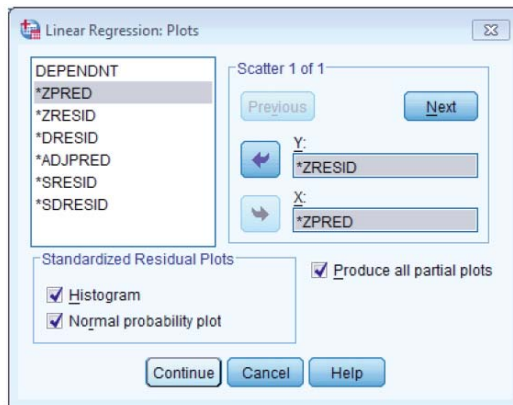 Linear Regression: Plots
DEPENDNT
*ZPRED
*ZRESID
*DRESID
*ADJPRED
*SRESID
*SDRESID
Scatter 1 of 1
Previous
Next
Y:
*ZRESID
X:
*ZPRED
Standardized Residual Plots
Histogram
Normal probability plot
Produce all partial plots
Continue
Cancel
Help